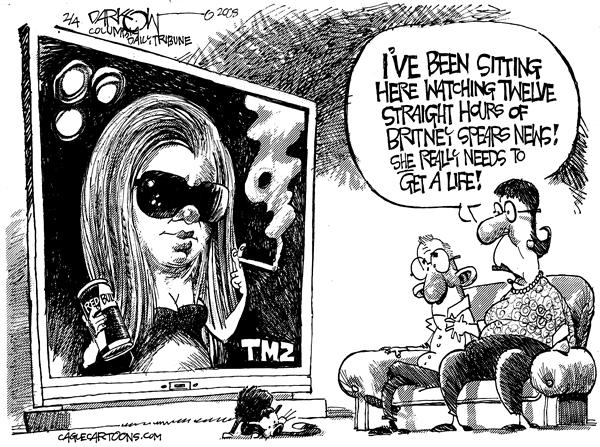 2/4 DARKOW © 2008
COLUMBIA
DAILY TRIBUNE
I'VE BEEN SITTING
HERE WATCHING TWELVE
STRAIGHT HOURS OF
BRITNEY SPEARS NEWS!
SHE REALLY NEEDS TO
GET A LIFE!
RED BULL
TMZ
CAGLECARTOONS.COM